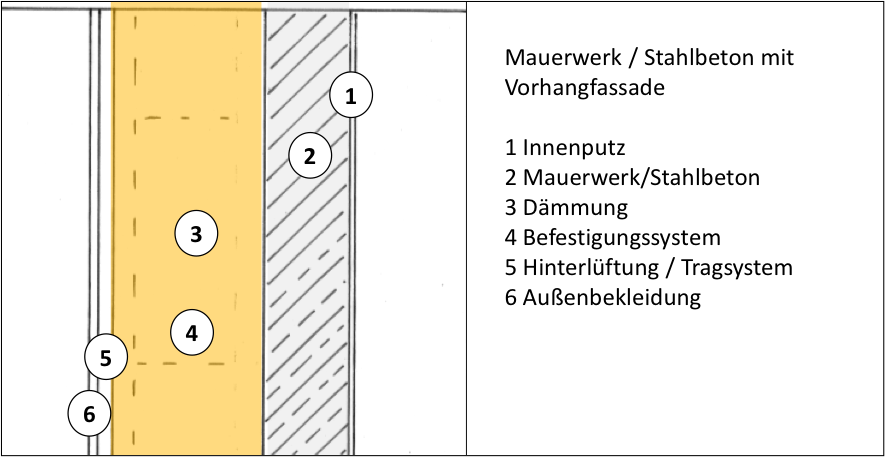 1
2
3
4
5
6
Mauerwerk / Stahlbeton mit
Vorhangfassade
1 Innenputz
2 Mauerwerk/Stahlbeton
3 Dämmung
4 Befestigungssystem
5 Hinterlüftung / Tragsystem
6 Außenbekleidung